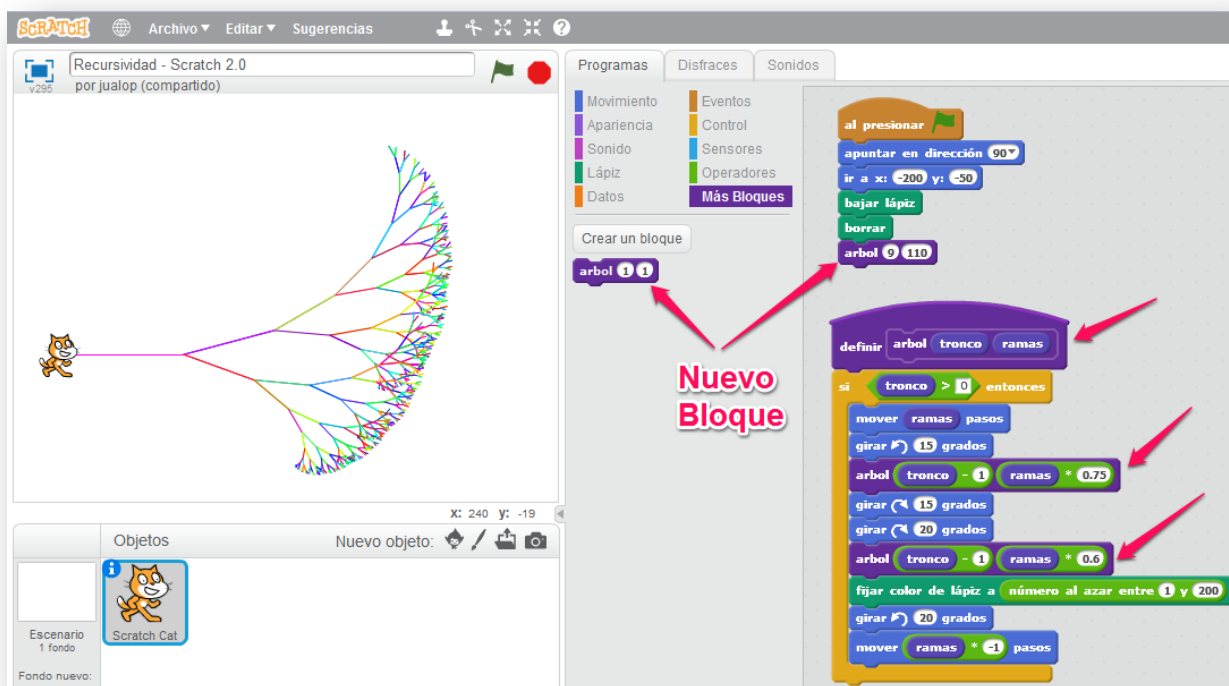 SCRATCH Archivo Editar Sugerencias
v295
Recursividad - Scratch 2.0
por jualop (compartido)
X: 240 y: -19
Objetos
Nuevo objeto:
Escenario
1 fondo
Fondo nuevo:
Scratch Cat
Programas Disfraces Sonidos
Movimiento Eventos
Apariencia Control
Sonido Sensores
Lápiz Operadores
Datos Más Bloques
Crear un bloque
arbol 1 1
Nuevo
Bloque
al presionar
apuntar en dirección 90
ir a x: -200 y: -50
bajar lápiz
borrar
arbol 9 110
definir arbol tronco ramas
si tronco > 0 entonces
mover ramas pasos
girar 15 grados
arbol tronco - 1 ramas * 0.75
girar 15 grados
girar 20 grados
arbol tronco - 1 ramas * 0.6
fijar color de lápiz a número al azar entre 1 y 200
girar 20 grados
mover ramas * -1 pasos